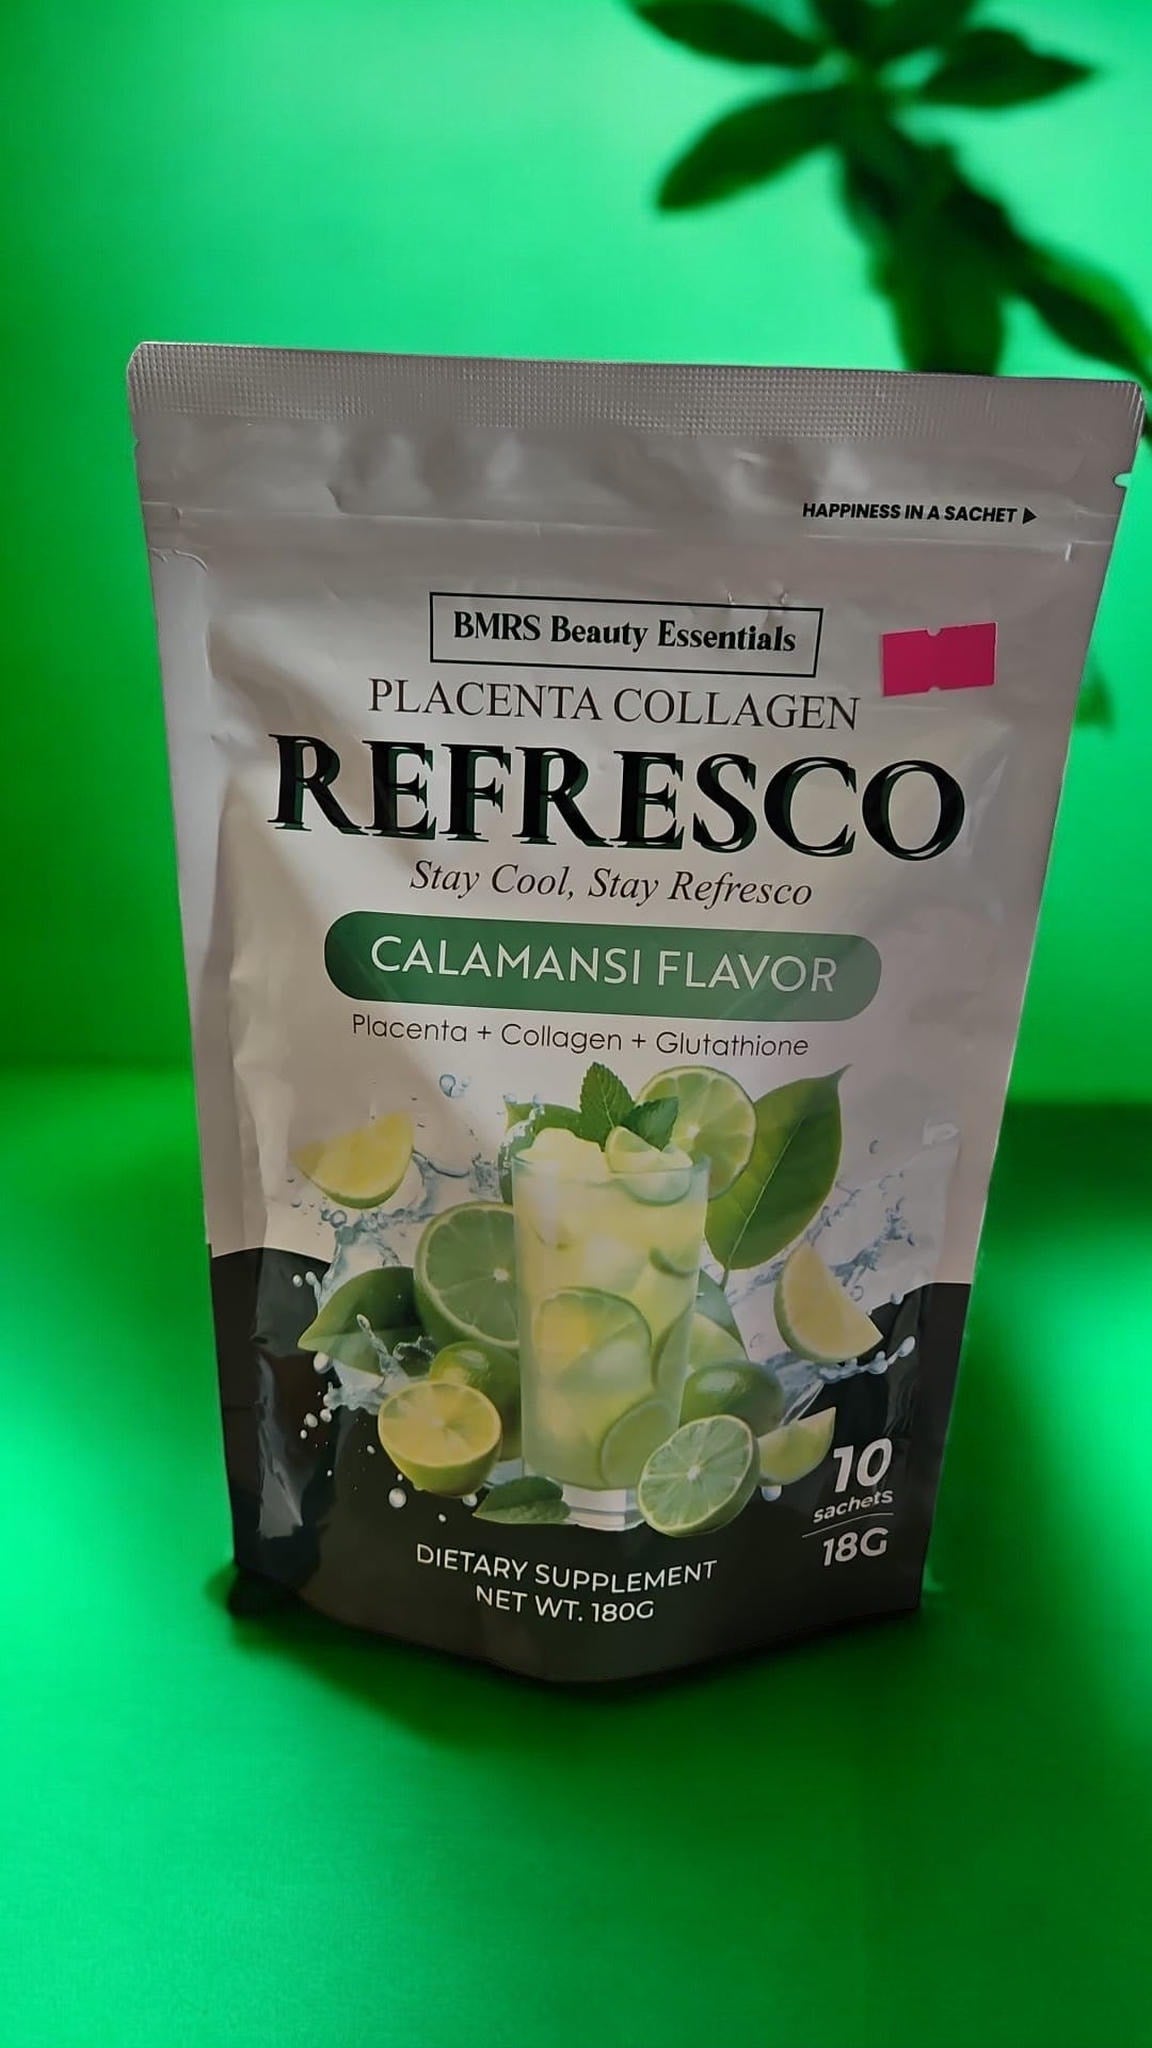 HAPPINESS IN A SACHET
BMRS Beauty Essentials
PLACENTA COLLAGEN
REFRESCO
Stay Cool, Stay Refresco
CALAMANSI FLAVOR
Placenta + Collagen + Glutathione
10
sachets
18G
DIETARY SUPPLEMENT
NET WT. 180G